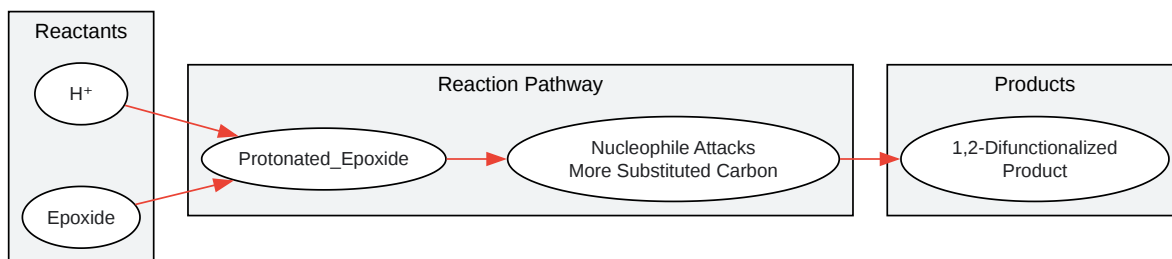 Reactants
H⁺
Epoxide
Reaction Pathway
Protonated_Epoxide
Nucleophile Attacks
More Substituted Carbon
Products
1,2-Difunctionalized
Product